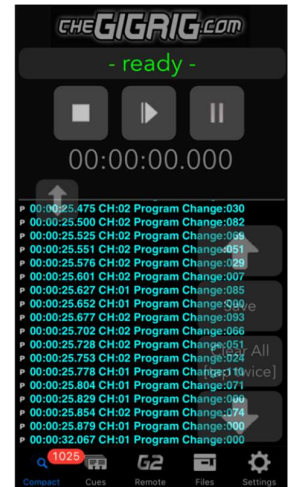 THEGIGRIG.COM
- ready -
00:00:00.000
P 00:00:25.475 CH:02 Program Change:030
P 00:00:25.500 CH:02 Program Change:082
P 00:00:25.525 CH:02 Program Change:069
P 00:00:25.551 CH:02 Program Change:051
P 00:00:25.576 CH:02 Program Change:029
P 00:00:25.601 CH:02 Program Change:007
P 00:00:25.627 CH:01 Program Change:085
P 00:00:25.652 CH:01 Program Change:090
Save
P 00:00:25.677 CH:02 Program Change:093
P 00:00:25.702 CH:02 Program Change:066
P 00:00:25.728 CH:02 Program Change:051
Clear All
P 00:00:25.753 CH:02 Program Change:024
[tap twice]
P 00:00:25.778 CH:01 Program Change:110
P 00:00:25.804 CH:01 Program Change:071
P 00:00:25.829 CH:01 Program Change:000
P 00:00:25.854 CH:02 Program Change:074
P 00:00:25.879 CH:01 Program Change:000
P 00:00:32.067 CH:01 Program Change:000
1025
G2
Compact Cues Remote Files Settings